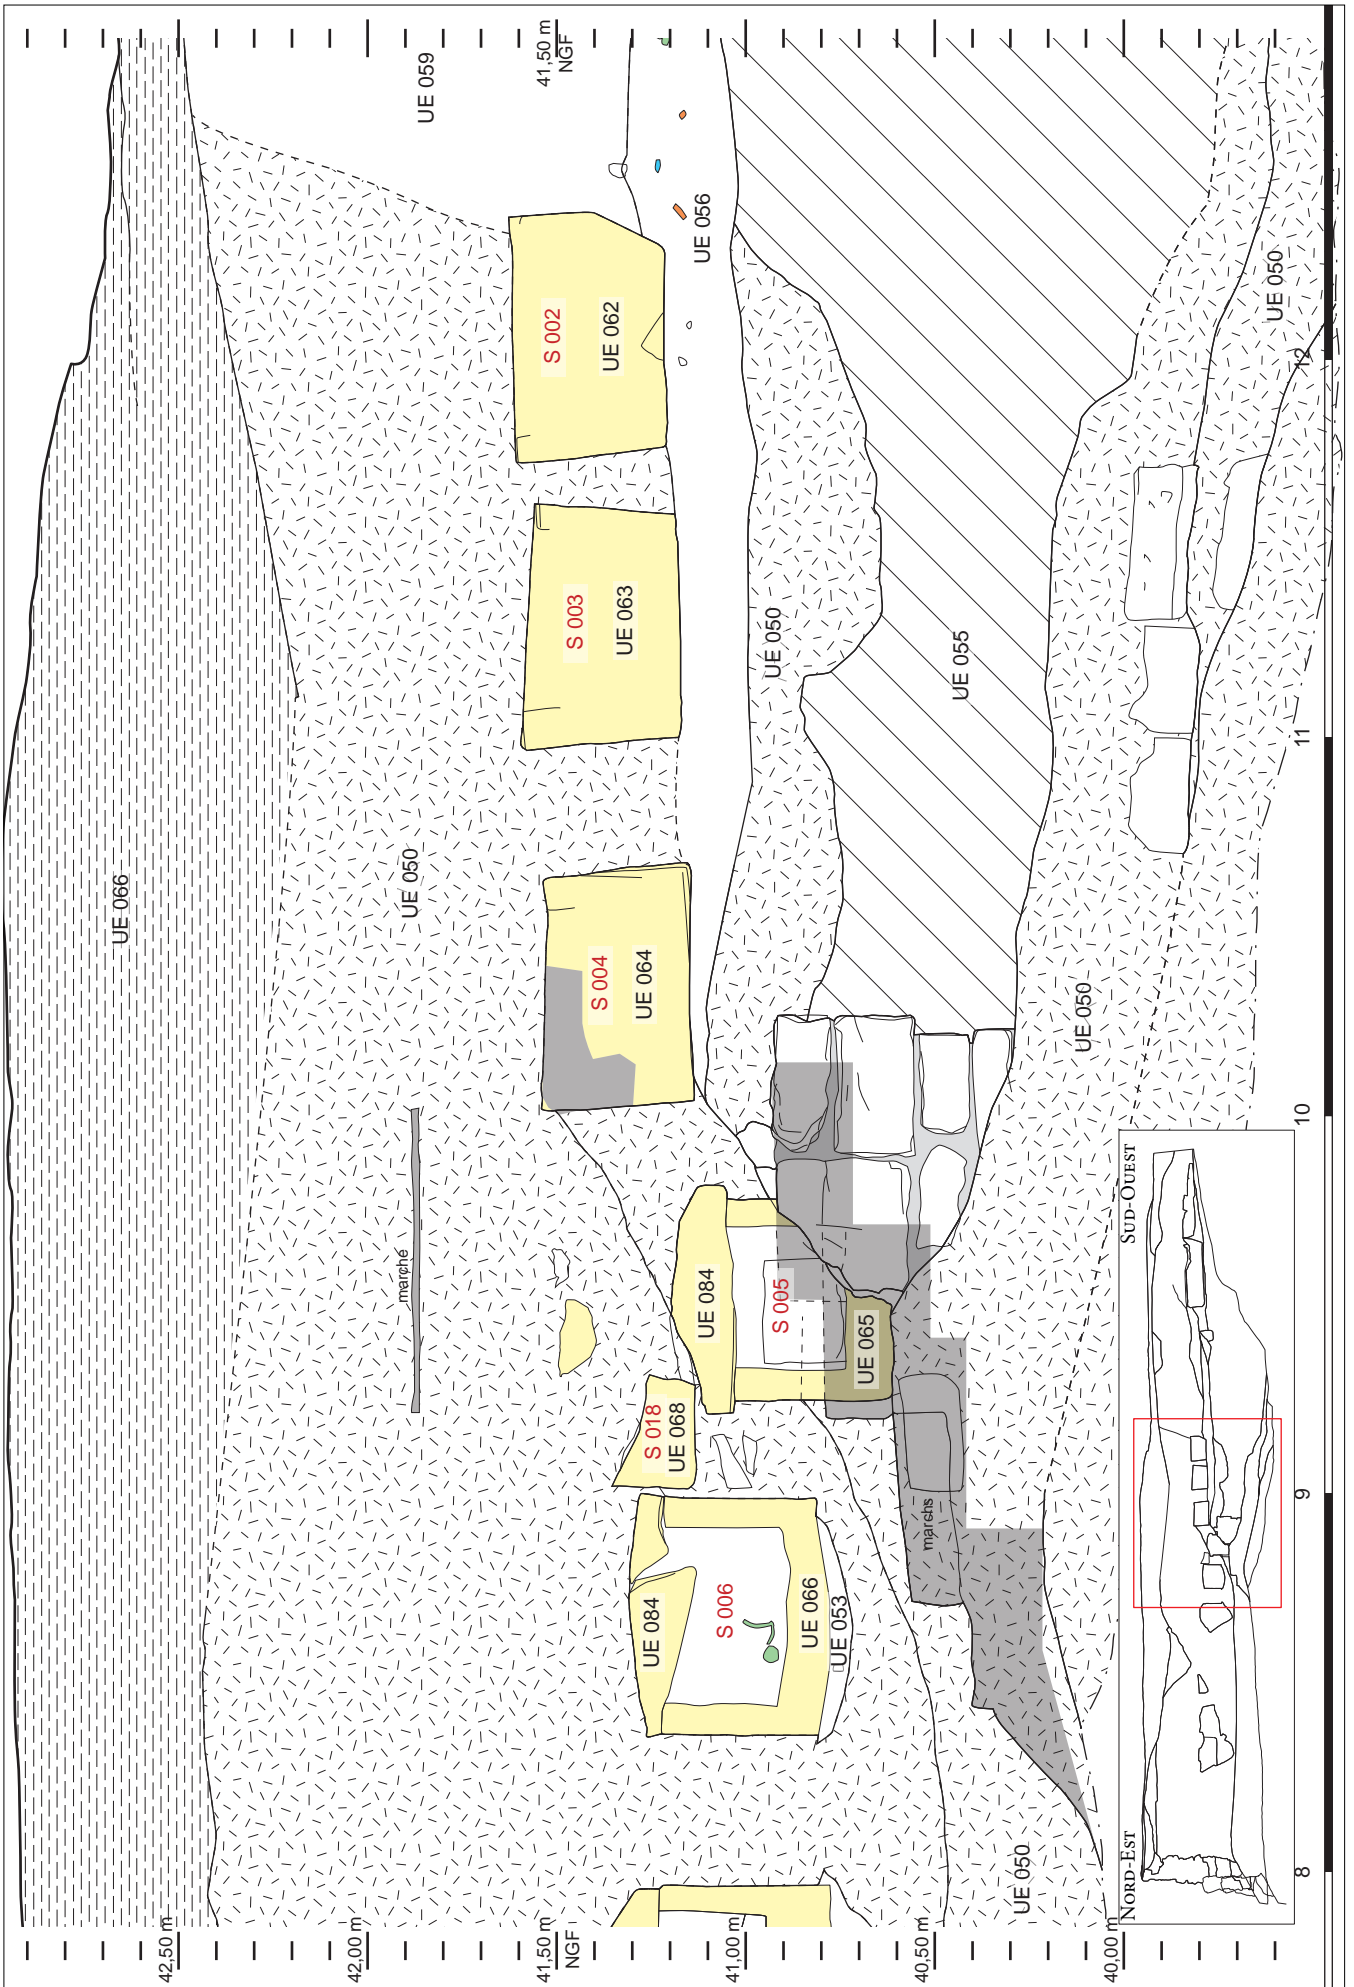 42,50 m
42,00 m
41,50 m
NGF
41,00 m
40,50 m
40,00 m
41,50 m
NGF
UE 066
UE 059
UE 050
marche
S 002
UE 062
S 003
UE 063
S 004
UE 064
UE 056
UE 050
UE 055
UE 084
S 005
UE 065
S 018
UE 068
UE 084
S 006
UE 066
UE 053
marchs
UE 050
UE 050
UE 050
8
9
10
11
12
NORD-EST
SUD-OUEST